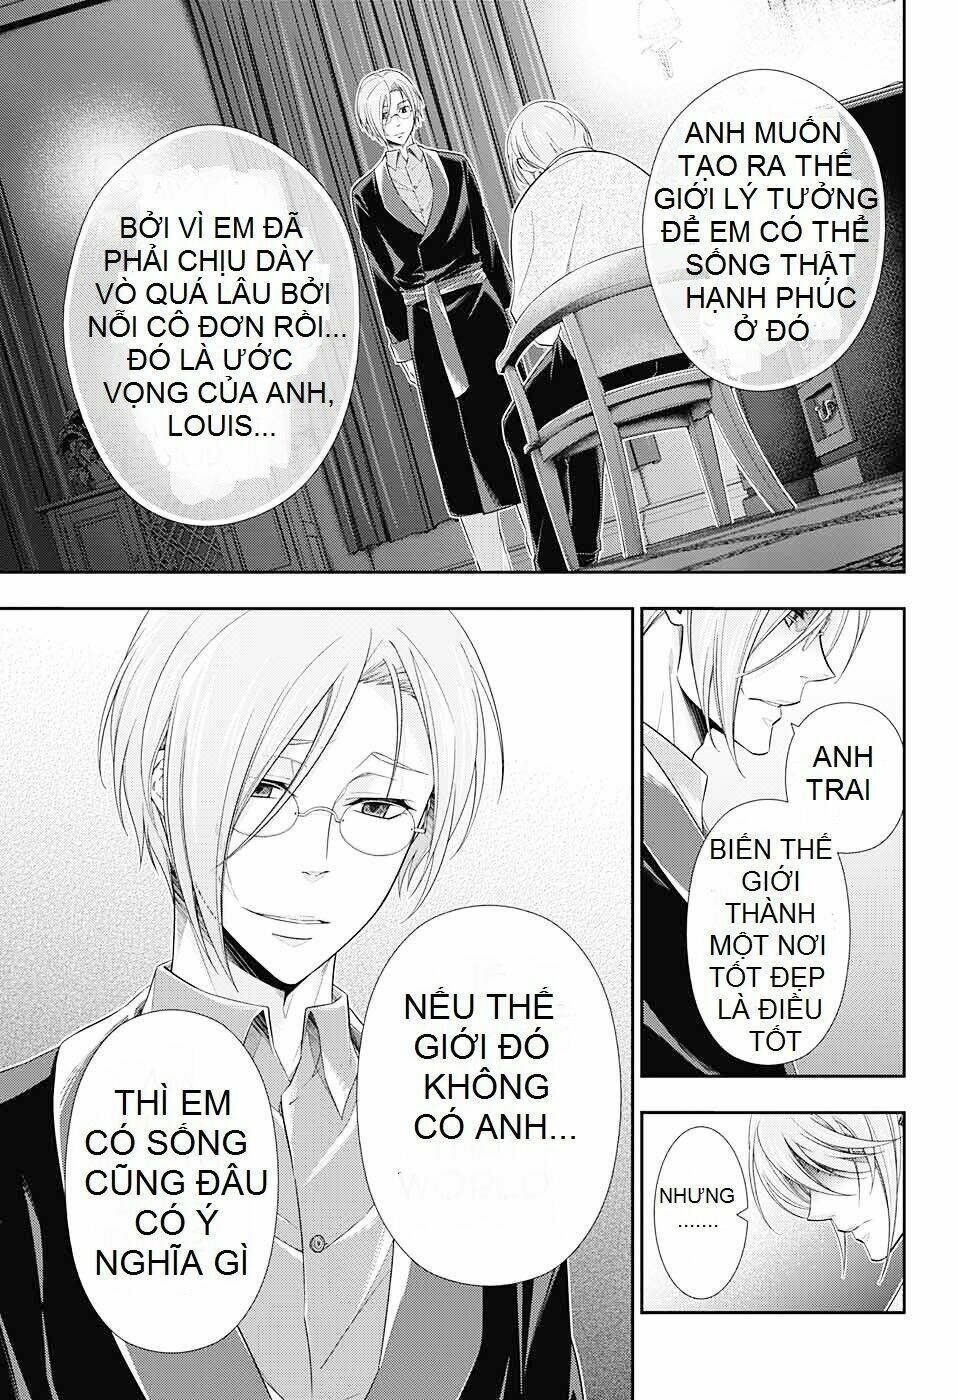 ANH MUỐN
TẠO RA THẾ
GIỚI LÝ TƯỞNG
ĐỂ EM CÓ THỂ
SỐNG THẬT
HẠNH PHÚC
Ở ĐÓ
BỞI VÌ EM ĐÃ
PHẢI CHỊU DÀY
VÒ QUÁ LÂU BỞI
NỖI CÔ ĐƠN RỒI...
ĐÓ LÀ ƯỚC
VỌNG CỦA ANH,
LOUIS...
ANH
TRAI
BIẾN THẾ
GIỚI
THÀNH
MỘT NƠI
TỐT ĐẸP
LÀ ĐIỀU
TỐT
NHƯNG
.......
NẾU THẾ
GIỚI ĐÓ
KHÔNG
CÓ ANH...
WORLD
THÌ EM
CÓ SỐNG
CŨNG ĐÂU
CÓ Ý
NGHĨA GÌ